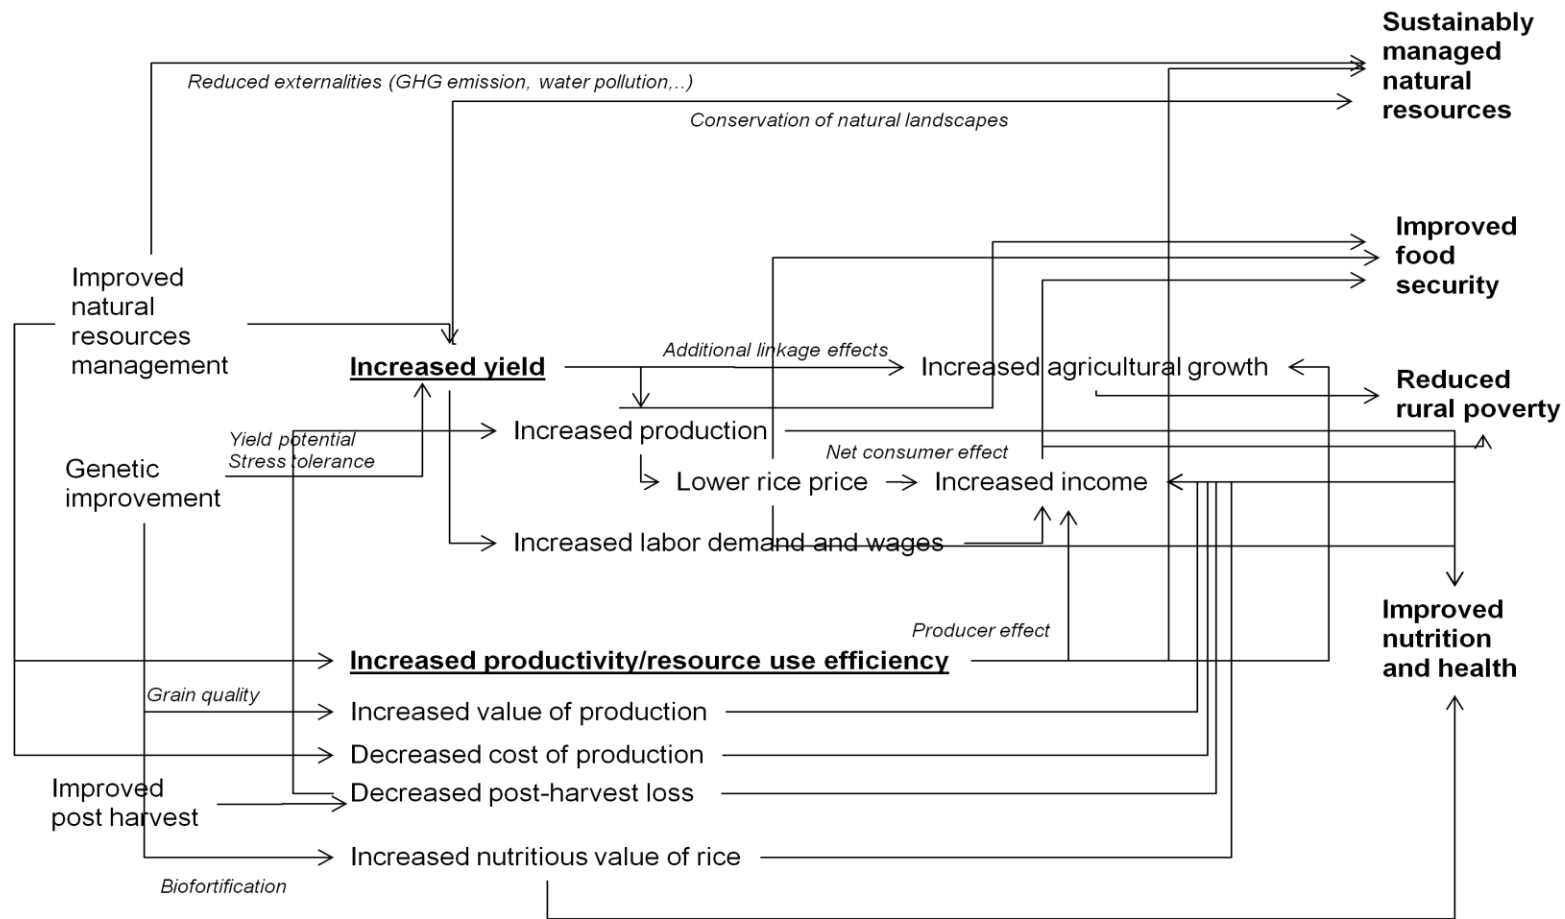 Sustainably
managed
natural
resources
Reduced externalities (GHG emission, water pollution,..)
Conservation of natural landscapes
Improved
food
security
Improved
natural
resources
management
Increased yield
Additional linkage effects
Increased agricultural growth
Reduced
rural poverty
Increased production
Yield potential
Stress tolerance
Net consumer effect
Genetic
improvement
Lower rice price
Increased income
Increased labor demand and wages
Improved
nutrition
and health
Producer effect
Increased productivity/resource use efficiency
Grain quality
Increased value of production
Decreased cost of production
Improved
post harvest
Decreased post-harvest loss
Increased nutritious value of rice
Biofortification